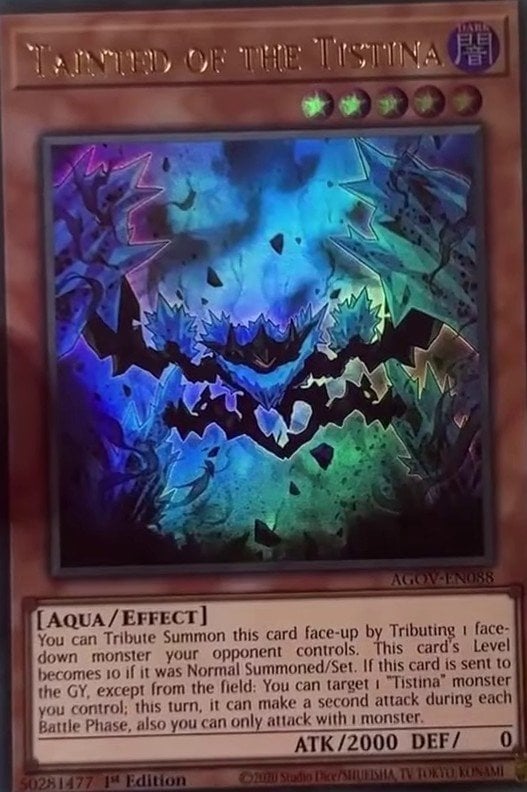 TAINTED OF THE TISTINA
DARK
闇
AGOV-EN088
[AQUA/EFFECT]
You can Tribute Summon this card face-up by Tributing 1 face-
down monster your opponent controls. This card's Level
becomes 10 if it was Normal Summoned/Set. If this card is sent to
the GY, except from the field: You can target 1 "Tistina" monster
you control; this turn, it can make a second attack during each
Battle Phase, also you can only attack with 1 monster.
ATK/2000 DEF/ 0
50281477 1st Edition
©2020 Studio Dice/SHUEISHA, TV TOKYO, KONAMI